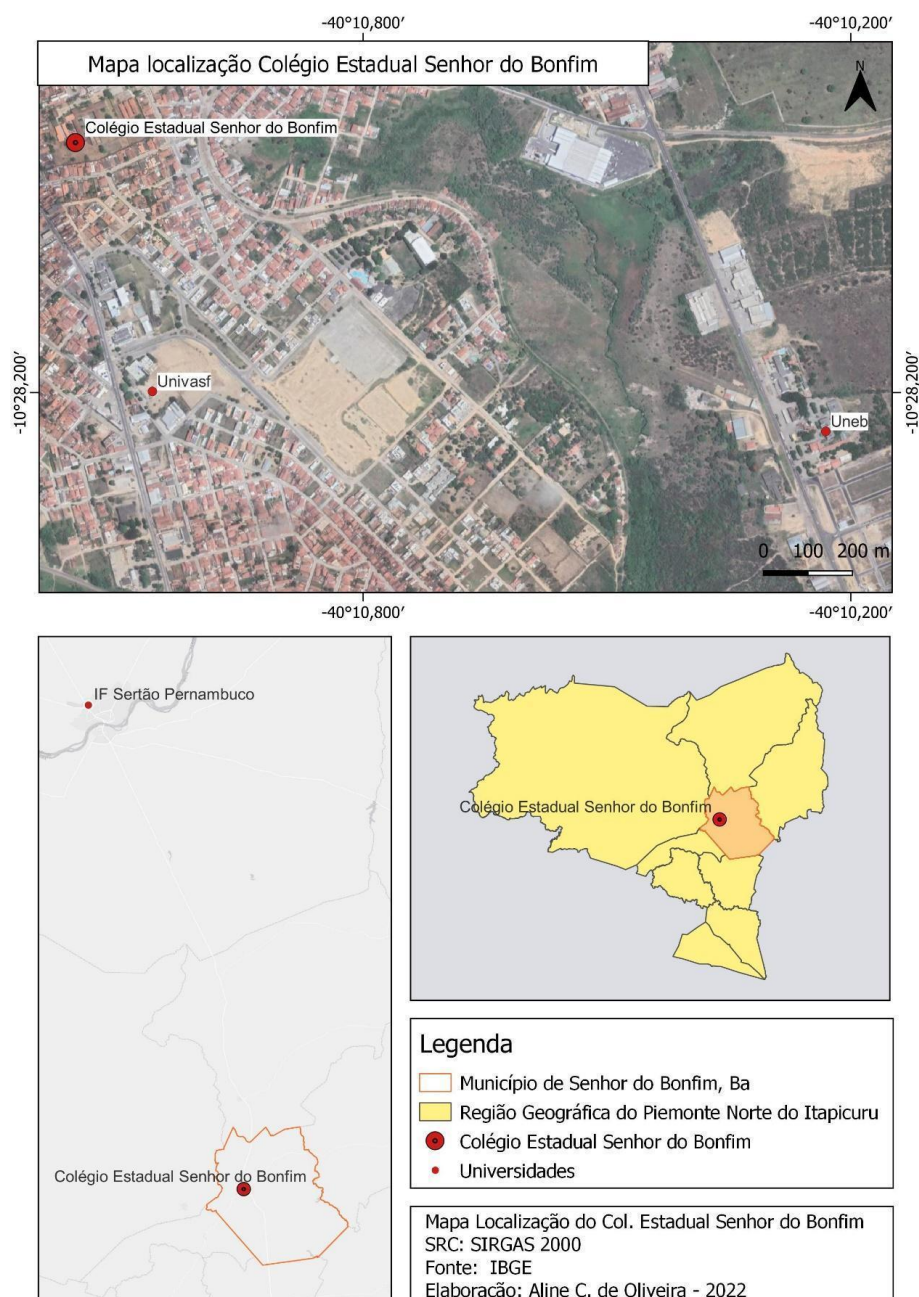 -40°10,800′
-40°10,200′
Mapa localização Colégio Estadual Senhor do Bonfim
N
Colégio Estadual Senhor do Bonfim
-10°28,200′
-10°28,200′
Univasf
Uneb
0 100 200 m
-40°10,800′
-40°10,200′
IF Sertão Pernambuco
Colégio Estadual Senhor do Bonfim
Colégio Estadual Senhor do Bonfim
Legenda
Município de Senhor do Bonfim, Ba
Região Geográfica do Piemonte Norte do Itapicuru
Colégio Estadual Senhor do Bonfim
Universidades
Mapa Localização do Col. Estadual Senhor do Bonfim
SRC: SIRGAS 2000
Fonte: IBGE
Elaboração: Aline C. de Oliveira - 2022